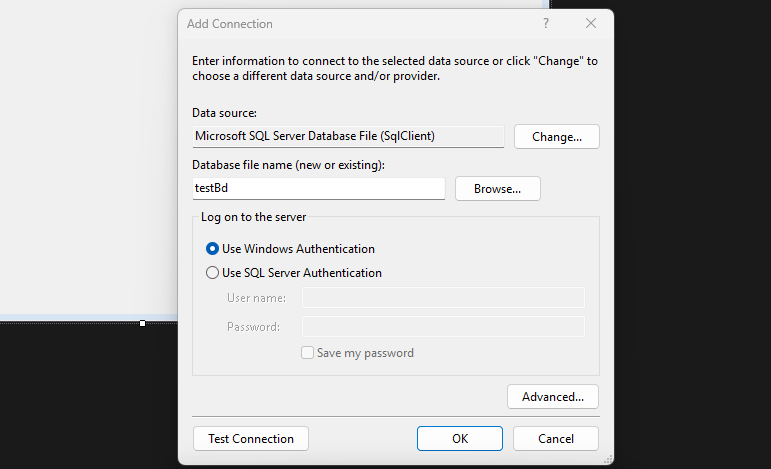 Add Connection
?
Enter information to connect to the selected data source or click "Change" to
choose a different data source and/or provider.
Data source:
Microsoft SQL Server Database File (SqlClient)
Change...
Database file name (new or existing):
testBd
Browse...
Log on to the server
Use Windows Authentication
Use SQL Server Authentication
User name:
Password:
Save my password
Advanced...
Test Connection
OK
Cancel